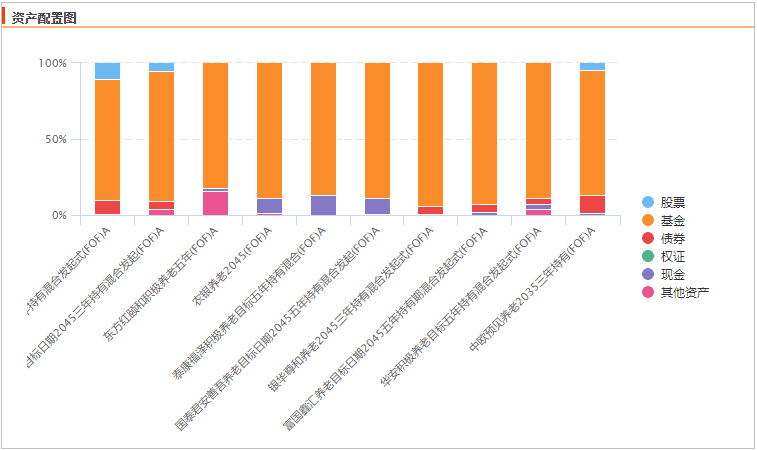 资产配置图
100%
50%
0%
持有混合发起式(FOF)A
目标日期2045三年持有混合发起(FOF)A
东方红颐和积极养老五年(FOF)A
农银养老2045(FOF)A
泰康福泽积极养老目标五年持有混合(FOF)A
国泰君安善吾养老目标日期2045五年持有混合发起(FOF)A
银华尊和养老2045三年持有混合发起式(FOF)A
富国鑫汇养老目标日期2045五年持有期混合发起式(FOF)A
华安积极养老目标五年持有混合发起式(FOF)A
中欧预见养老2035三年持有(FOF)A
股票
基金
债券
权证
现金
其他资产